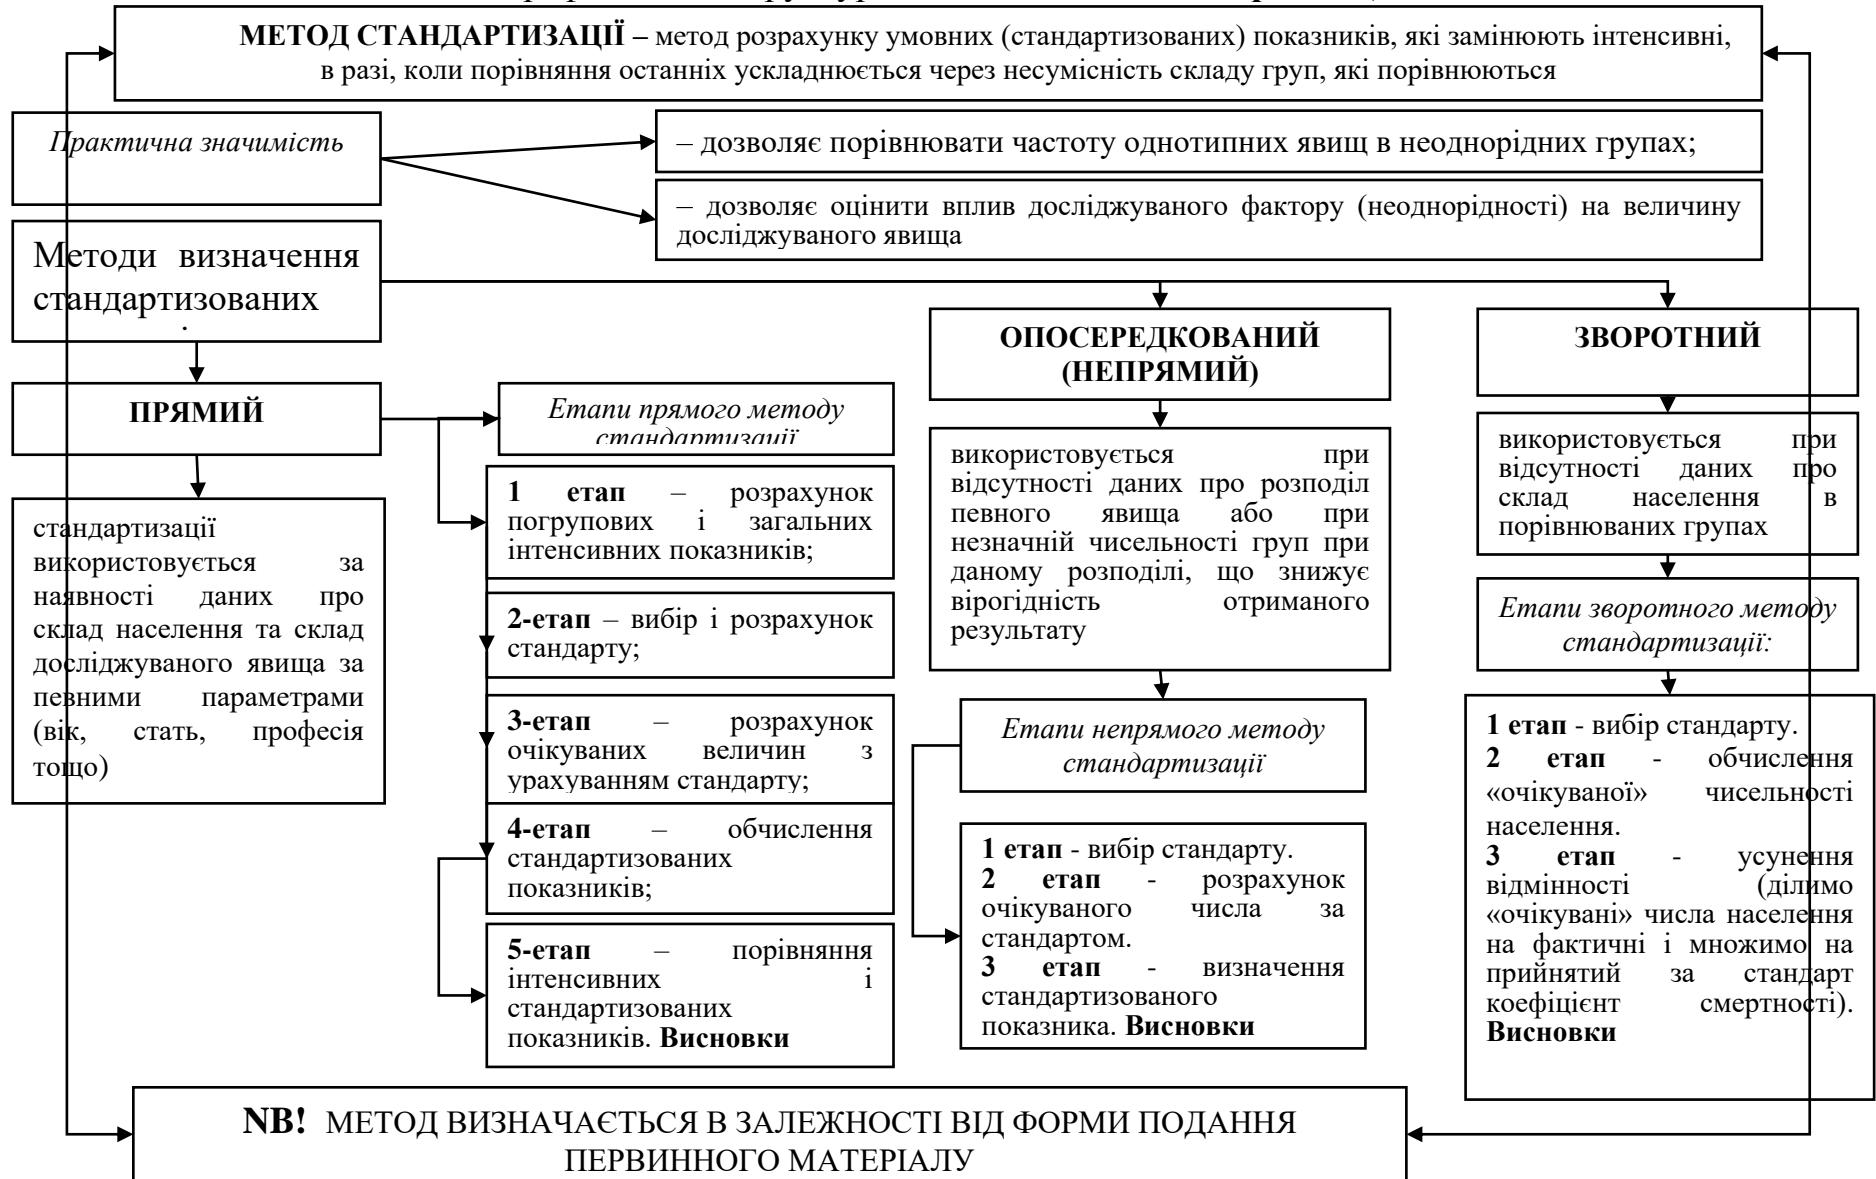 МЕТОД СТАНДАРТИЗАЦІЇ – метод розрахунку умовних (стандартизованих) показників, які замінюють інтенсивні,
в разі, коли порівняння останніх ускладнюється через несумісність складу груп, які порівнюються
Практична значимість
– дозволяє порівнювати частоту однотипних явищ в неоднорідних групах;
– дозволяє оцінити вплив досліджуваного фактору (неоднорідності) на величину
досліджуваного явища
Методи визначення
стандартизованих
ПРЯМИЙ
стандартизації
використовується за
наявності даних про
склад населення та склад
досліджуваного явища за
певними параметрами
(вік, стать, професія
тощо)
Етапи прямого методу
стандартизації
1 етап – розрахунок
погрупових і загальних
інтенсивних показників;
2-етап – вибір і розрахунок
стандарту;
3-етап – розрахунок
очікуваних величин з
урахуванням стандарту;
4-етап – обчислення
стандартизованих
показників;
5-етап – порівняння
інтенсивних і
стандартизованих
показників. Висновки
ОПОСЕРЕДКОВАНИЙ
(НЕПРЯМИЙ)
використовується при
відсутності даних про розподіл
певного явища або при
незначній чисельності груп при
даному розподілі, що знижує
вірогідність отриманого
результату
Етапи непрямого методу
стандартизації
1 етап - вибір стандарту.
2 етап - розрахунок
очікуваного числа за
стандартом.
3 етап - визначення
стандартизованого
показника. Висновки
ЗВОРОТНИЙ
використовується при
відсутності даних про
склад населення в
порівнюваних групах
Етапи зворотного методу
стандартизації:
1 етап - вибір стандарту.
2 етап - обчислення
«очікуваної» чисельності
населення.
3 етап - усунення
відмінності (ділимо
«очікувані» числа населення
на фактичні і множимо на
прийнятий за стандарт
коефіцієнт смертності).
Висновки
NB! МЕТОД ВИЗНАЧАЄТЬСЯ В ЗАЛЕЖНОСТІ ВІД ФОРМИ ПОДАННЯ
ПЕРВИННОГО МАТЕРІАЛУ